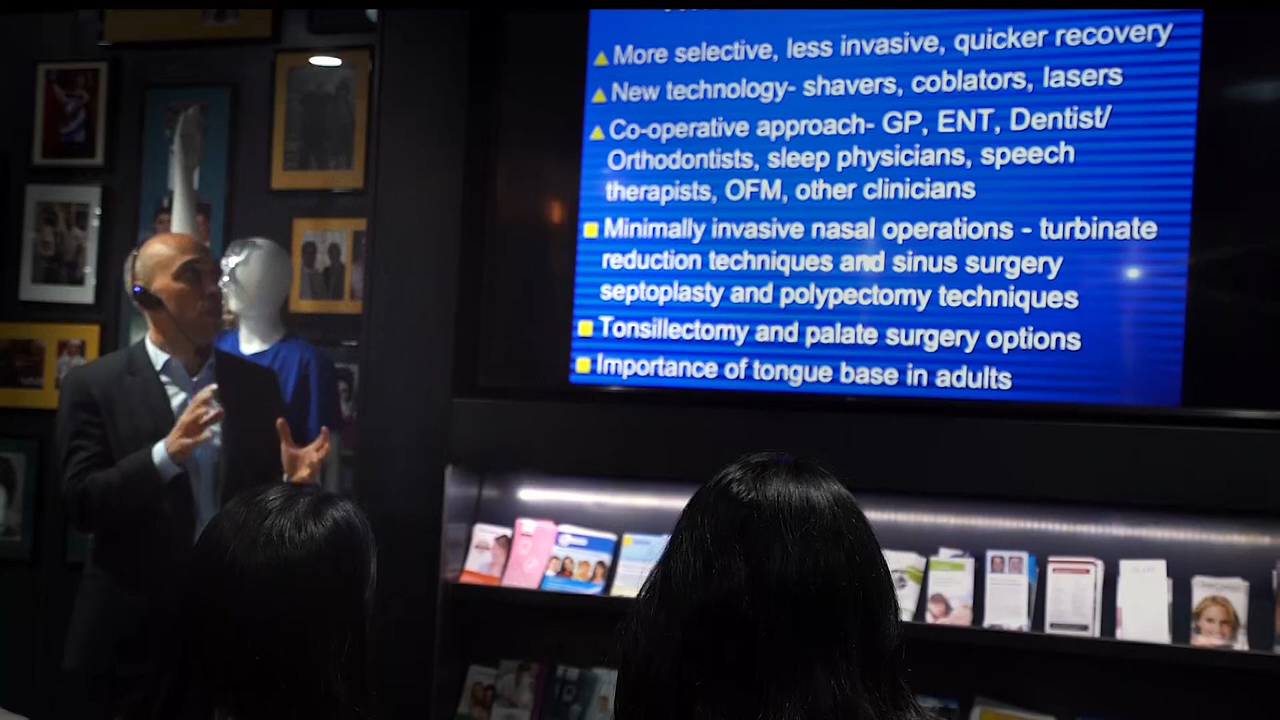 More selective, less invasive, quicker recovery
New technology- shavers, coblators, lasers
Co-operative approach- GP, ENT, Dentist/
Orthodontists, sleep physicians, speech
therapists, OFM, other clinicians
Minimally invasive nasal operations - turbinate
reduction techniques and sinus surgery
septoplasty and polypectomy techniques
Tonsillectomy and palate surgery options
Importance of tongue base in adults